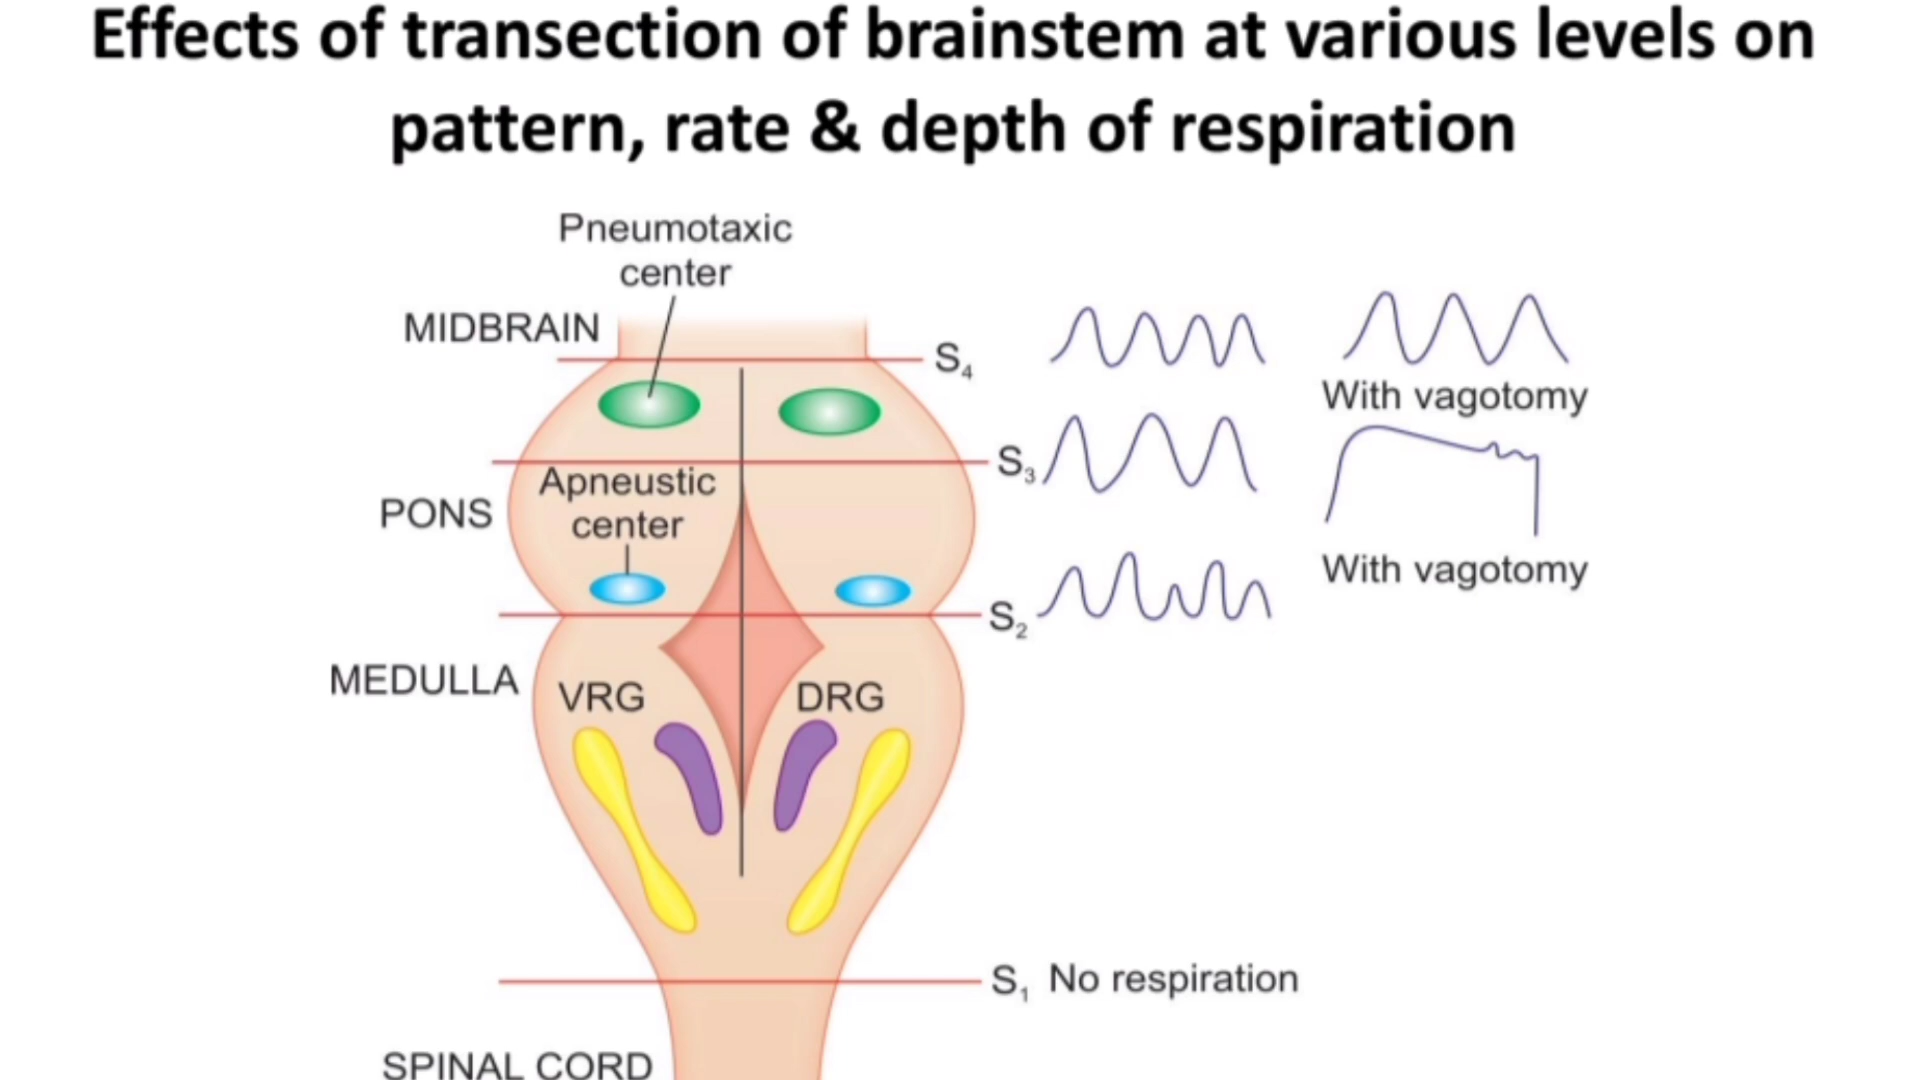 Effects of transection of brainstem at various levels on
pattern, rate & depth of respiration
Pneumotaxic
center
MIDBRAIN
S4
With vagotomy
S3
Apneustic
center
PONS
With vagotomy
S2
MEDULLA
VRG
DRG
S1 No respiration
SPINAL CORD